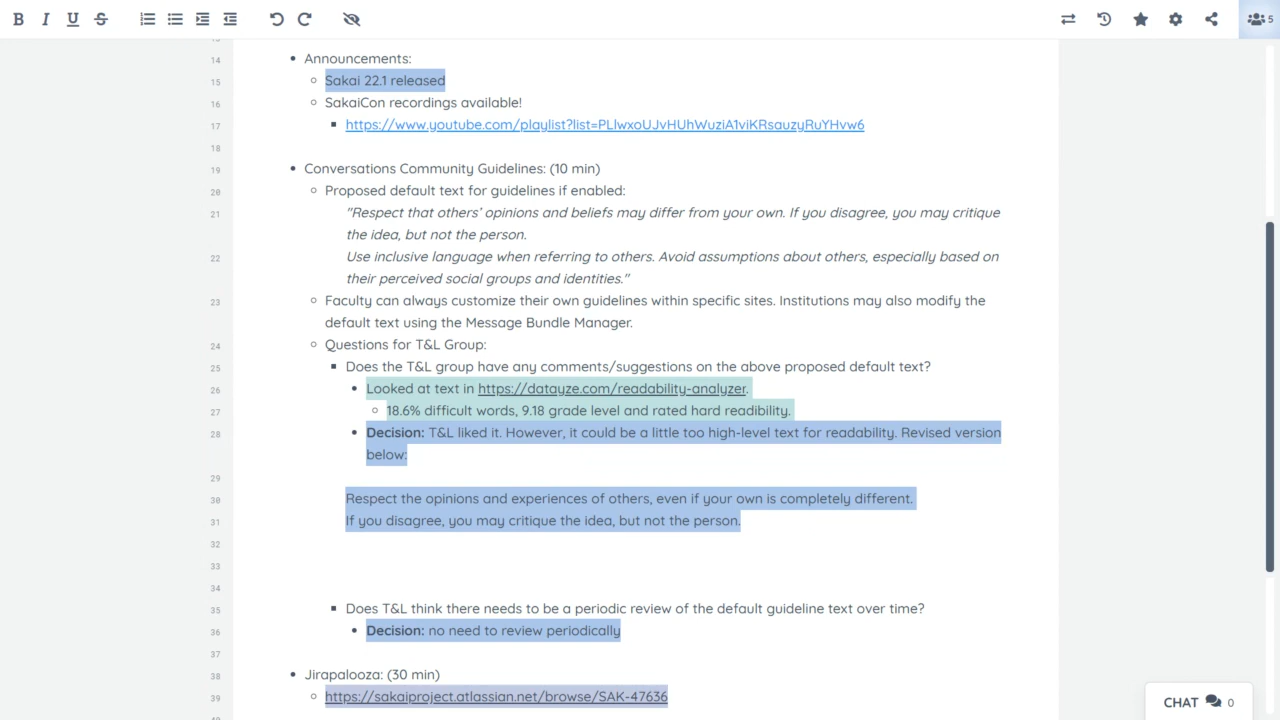 B I U S
5
14 Announcements:
15 Sakai 22.1 released
16 SakaiCon recordings available!
17 https://www.youtube.com/playlist?list=PLlwxoUJvHUhWuziA1viKRsauzyRuYHvw6
18
19 Conversations Community Guidelines: (10 min)
20 Proposed default text for guidelines if enabled:
21 "Respect that others' opinions and beliefs may differ from your own. If you disagree, you may critique
the idea, but not the person.
22 Use inclusive language when referring to others. Avoid assumptions about others, especially based on
their perceived social groups and identities."
23 Faculty can always customize their own guidelines within specific sites. Institutions may also modify the
default text using the Message Bundle Manager.
24 Questions for T&L Group:
25 Does the T&L group have any comments/suggestions on the above proposed default text?
26 Looked at text in https://datayze.com/readability-analyzer.
27 18.6% difficult words, 9.18 grade level and rated hard readibility.
28 Decision: T&L liked it. However, it could be a little too high-level text for readability. Revised version
below:
29
30 Respect the opinions and experiences of others, even if your own is completely different.
31 If you disagree, you may critique the idea, but not the person.
32
33
34
35 Does T&L think there needs to be a periodic review of the default guideline text over time?
36 Decision: no need to review periodically
37
38 Jirapalooza: (30 min)
39 https://sakaiproject.atlassian.net/browse/SAK-47636
CHAT 0